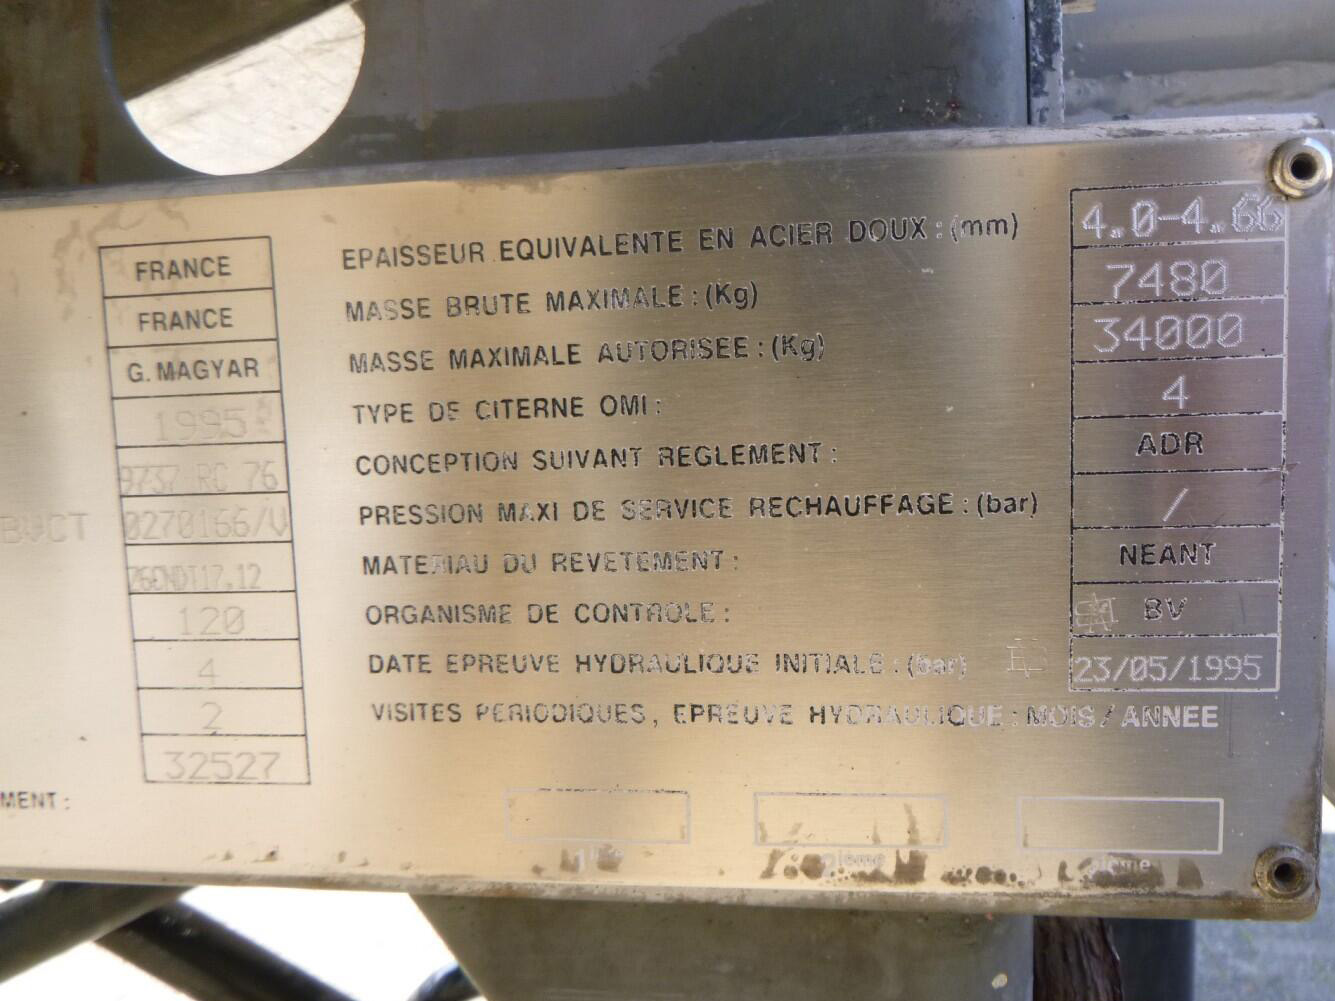 FRANCE
FRANCE
G. MAGYAR
1995
9737 RC 76
0270166/V
76CNDT17.12
120
4
2
32527
MENT :
EPAISSEUR EQUIVALENTE EN ACIER DOUX : (mm) 4.0-4.66
MASSE BRUTE MAXIMALE : (Kg) 7480
MASSE MAXIMALE AUTORISEE : (Kg) 34000
TYPE DE CITERNE OMI : 4
CONCEPTION SUIVANT REGLEMENT : ADR
PRESSION MAXI DE SERVICE RECHAUFFAGE : (bar) /
MATERIAU DU REVETEMENT : NEANT
ORGANISME DE CONTROLE : BV
DATE EPREUVE HYDRAULIQUE INITIALE : (bar) 23/05/1995
VISITES PERIODIQUES, EPREUVE HYDRAULIQUE : MOIS / ANNEE
2ieme